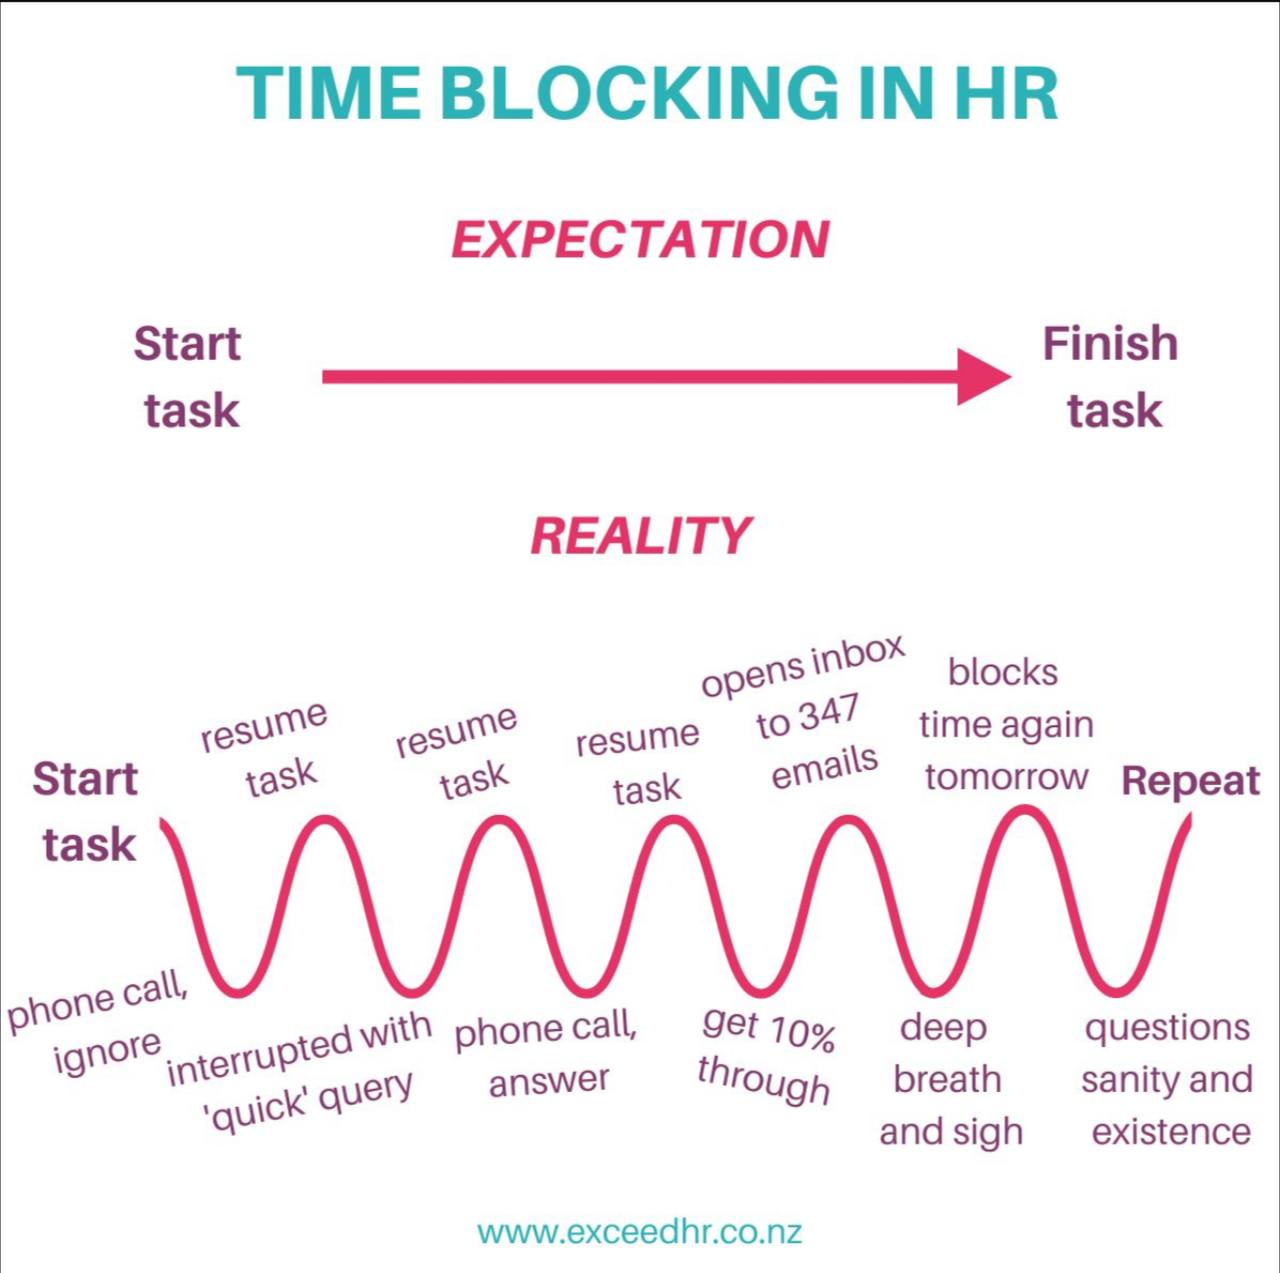 TIME BLOCKING IN HR
EXPECTATION
Start
task
Finish
task
REALITY
Start
task
phone call,
ignore
resume
task
interrupted with
'quick' query
resume
task
phone call,
answer
resume
task
get 10%
through
opens inbox
to 347
emails
deep
breath
and sigh
blocks
time again
tomorrow
questions
sanity and
existence
Repeat
www.exceedhr.co.nz